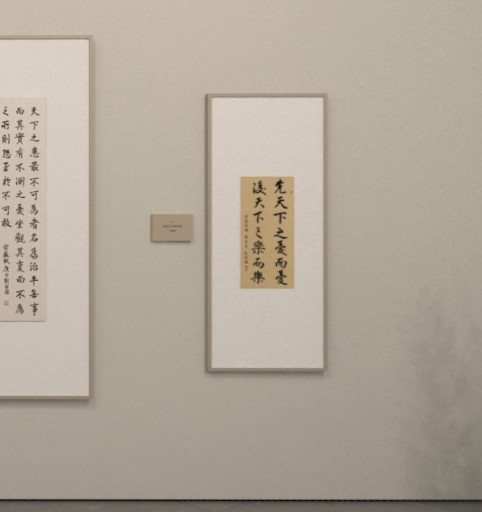 天下之患最不可為者名為治平無事
而其實有不測之憂坐觀其變而不為
之所則恐至於不可救
先天下之憂而憂
後天下之樂而樂